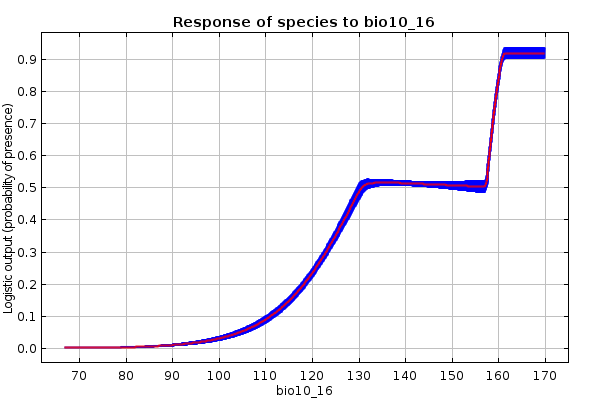 Response of species to bio10_16
Logistic output (probability of presence)
0.9
0.8
0.7
0.6
0.5
0.4
0.3
0.2
0.1
0.0
70 80 90 100 110 120 130 140 150 160 170
bio10_16